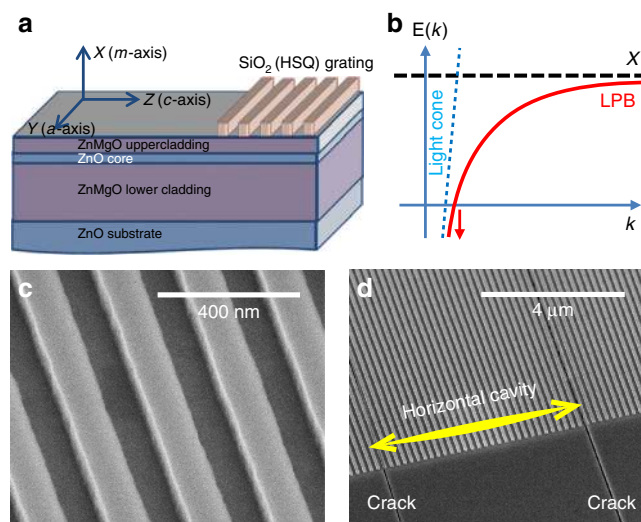 a
X (m-axis)
SiO2 (HSQ) grating
Z (c-axis)
Y (a-axis)
ZnMgO uppercladding
ZnO core
ZnMgO lower cladding
ZnO substrate
b
E(k)
X
LPB
Light cone
k
c
400 nm
d
4 μm
Horizontal cavity
Crack
Crack